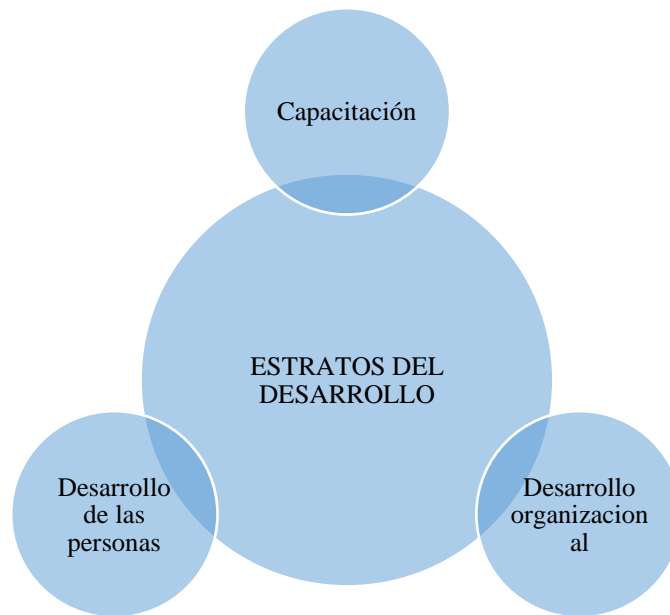 Capacitación
ESTRATOS DEL
DESARROLLO
Desarrollo
de las
personas
Desarrollo
organizacion
al